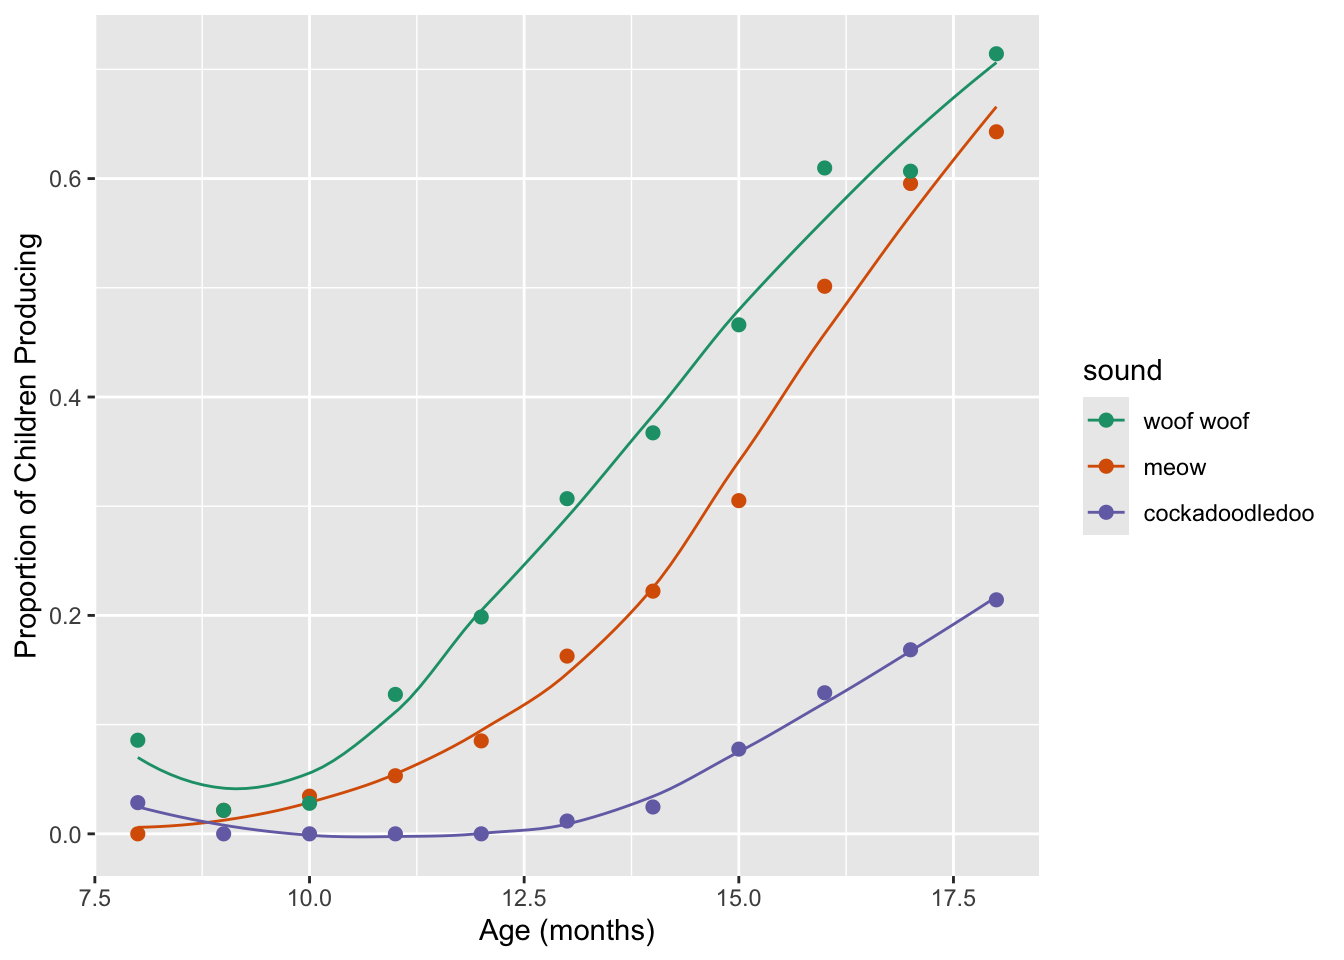 Proportion of Children Producing
0.6
0.4
0.2
0.0
7.5 10.0 12.5 15.0 17.5
Age (months)
sound
woof woof
meow
cockadoodledoo